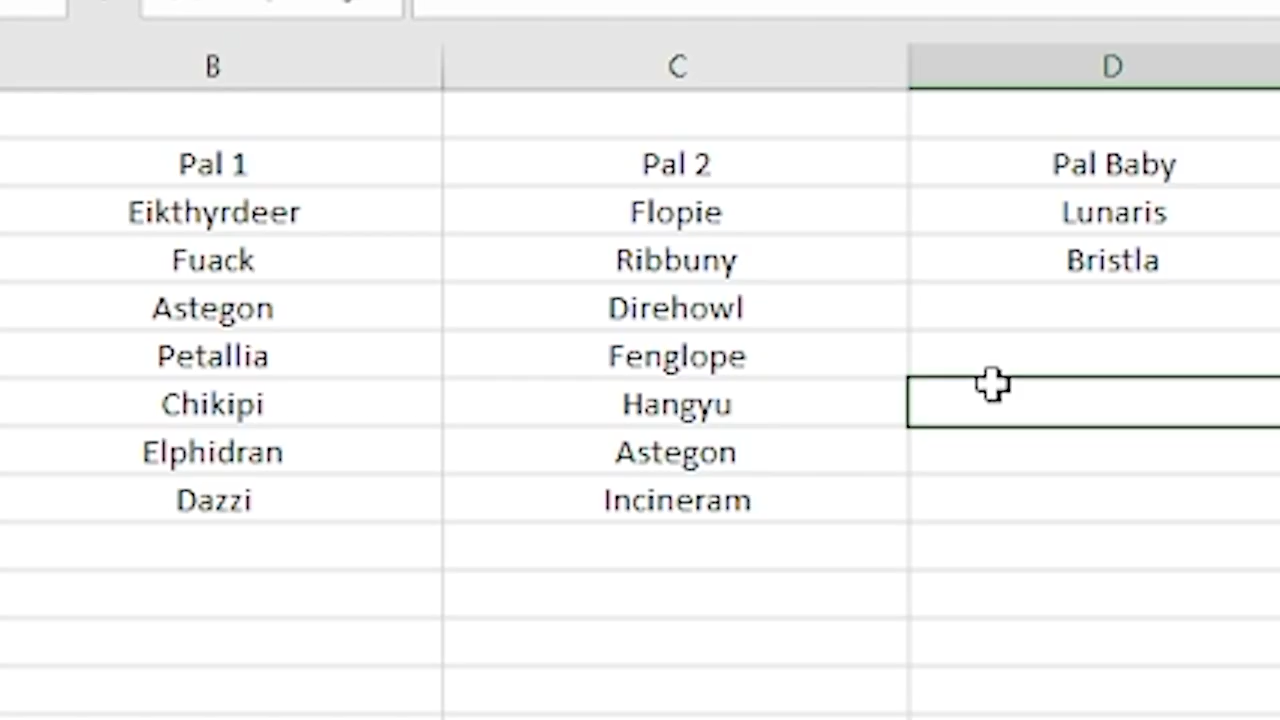 B C D
Pal 1 Pal 2 Pal Baby
Eikthyrdeer Flopie Lunaris
Fuack Ribbuny Bristla
Astegon Direhowl
Petallia Fenglope
Chikipi Hangyu
Elphidran Astegon
Dazzi Incineram